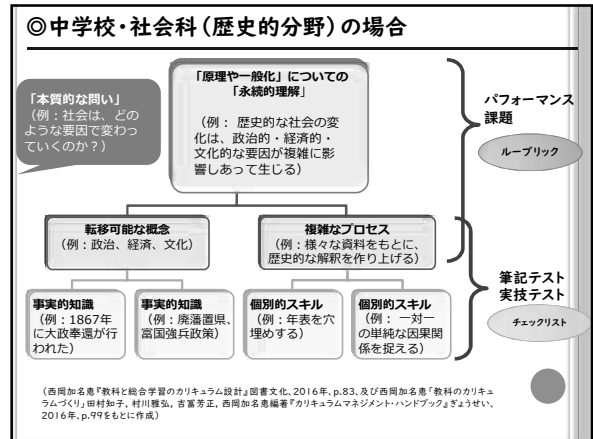 ◎中学校・社会科（歴史的分野）の場合
「本質的な問い」
（例：社会は、どの
ような要因で変わっ
ていくのか？）
「原理や一般化」についての
「永続的理解」
（例： 歴史的な社会の変
化は、政治的・経済的・
文化的な要因が複雑に影
響しあって生じる）
パフォーマンス
課題
ルーブリック
転移可能な概念
（例：政治、経済、文化）
複雑なプロセス
（例：様々な資料をもとに、
歴史的な解釈を作り上げる）
事実的知識
（例：1867年
に大政奉還が行
われた）
事実的知識
（例：廃藩置県、
富国強兵政策）
個別的スキル
（例：年表を穴
埋めする）
個別的スキル
（例： 一対一
の単純な因果関
係を捉える）
筆記テスト
実技テスト
チェックリスト
（西岡加名恵『教科と総合学習のカリキュラム設計』図書文化、2016年、p.83、及び西岡加名恵「教科のカリキュ
ラムづくり」田村知子，村川雅弘，吉冨芳正，西岡加名恵編著『カリキュラムマネジメント・ハンドブック』ぎょうせい、
2016年、p.99をもとに作成）